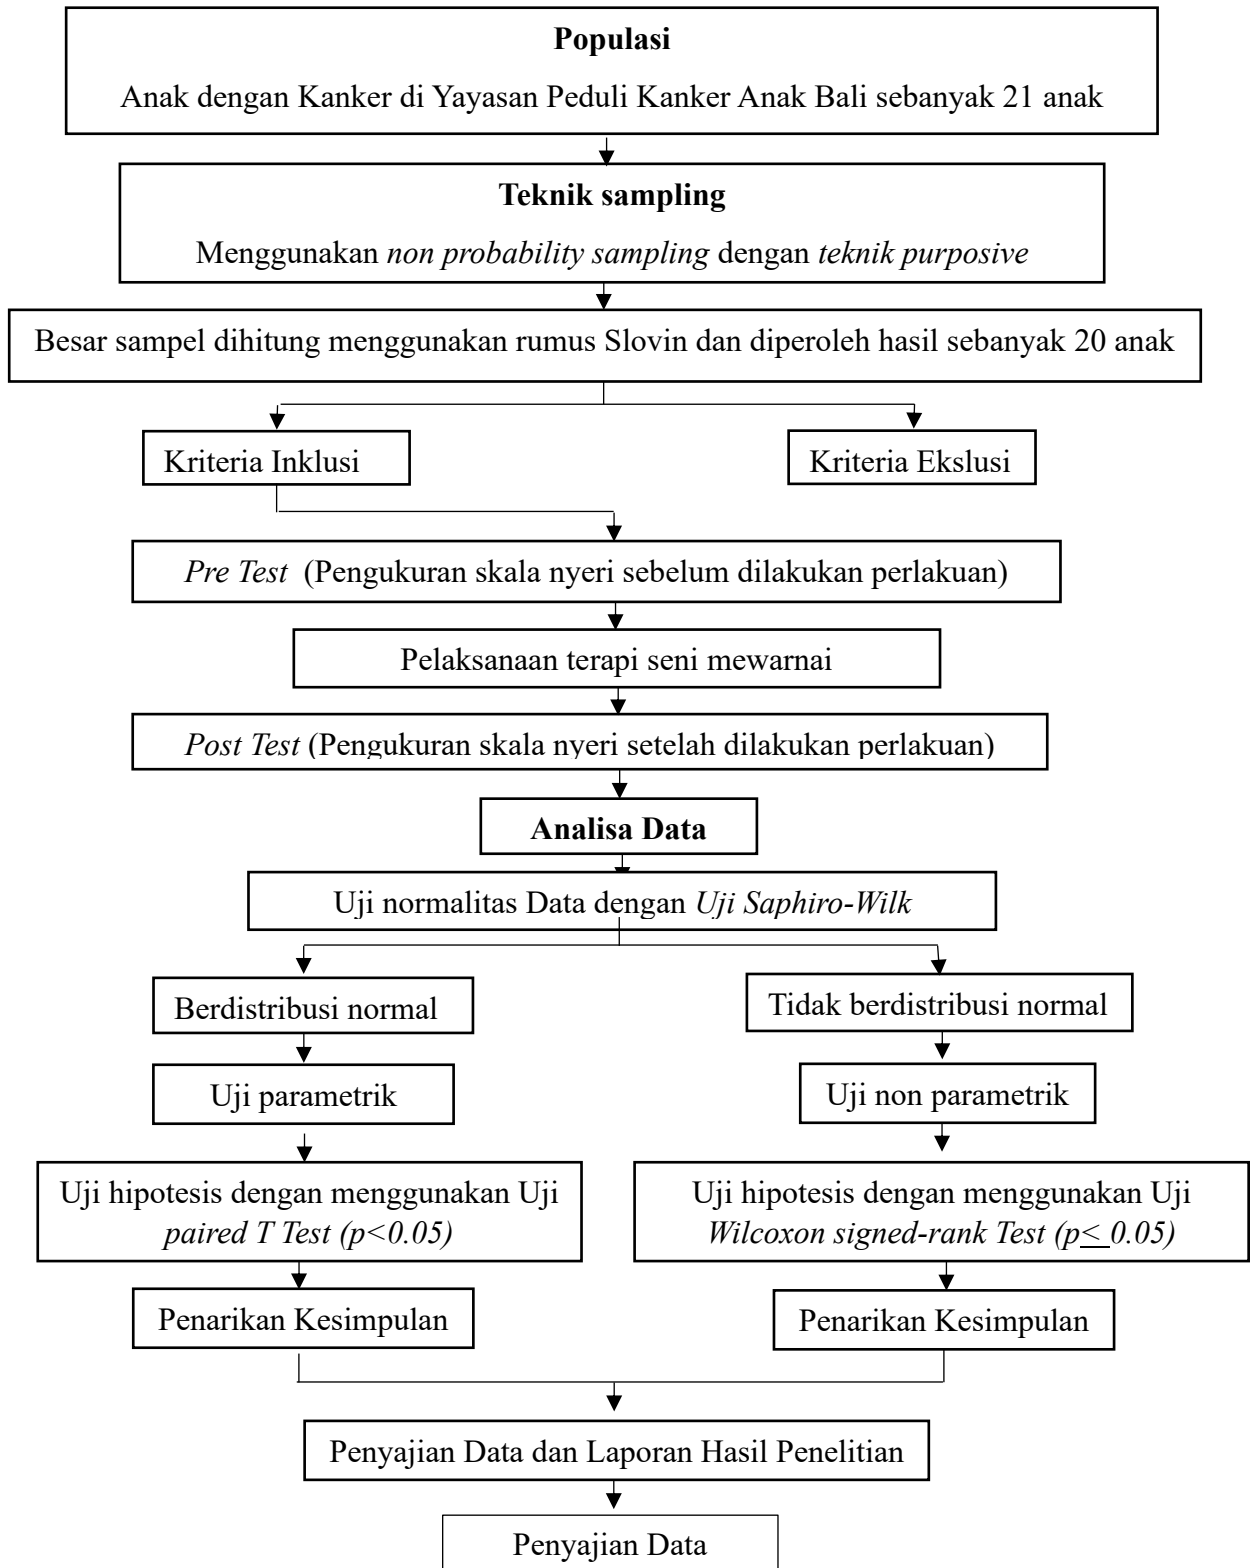 Populasi
Anak dengan Kanker di Yayasan Peduli Kanker Anak Bali sebanyak 21 anak
Teknik sampling
Menggunakan non probability sampling dengan teknik purposive
Besar sampel dihitung menggunakan rumus Slovin dan diperoleh hasil sebanyak 20 anak
Kriteria Inklusi
Kriteria Ekslusi
Pre Test (Pengukuran skala nyeri sebelum dilakukan perlakuan)
Pelaksanaan terapi seni mewarnai
Post Test (Pengukuran skala nyeri setelah dilakukan perlakuan)
Analisa Data
Uji normalitas Data dengan Uji Saphiro-Wilk
Berdistribusi normal
Tidak berdistribusi normal
Uji parametrik
Uji non parametrik
Uji hipotesis dengan menggunakan Uji
paired T Test (p<0.05)
Uji hipotesis dengan menggunakan Uji
Wilcoxon signed-rank Test (p< 0.05)
Penarikan Kesimpulan
Penarikan Kesimpulan
Penyajian Data dan Laporan Hasil Penelitian
Penyajian Data